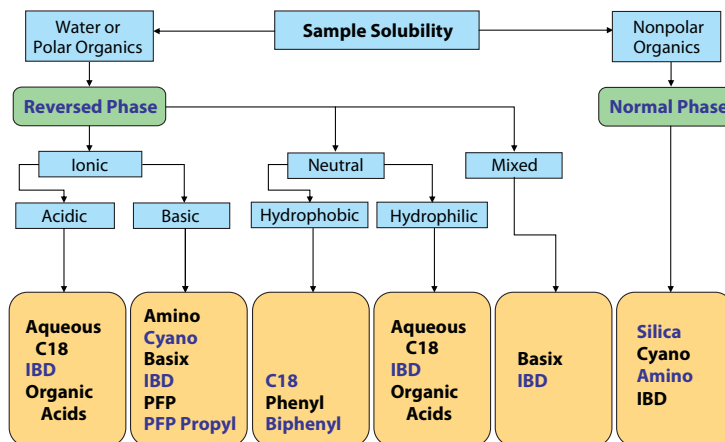 Water or
Polar Organics
Sample Solubility
Nonpolar
Organics
Reversed Phase
Normal Phase
Ionic
Neutral
Mixed
Acidic
Basic
Hydrophobic
Hydrophilic
Aqueous
C18
IBD
Organic
Acids
Amino
Cyano
Basix
IBD
PFP
PFP Propyl
C18
Phenyl
Biphenyl
Aqueous
C18
IBD
Organic
Acids
Basix
IBD
Silica
Cyano
Amino
IBD